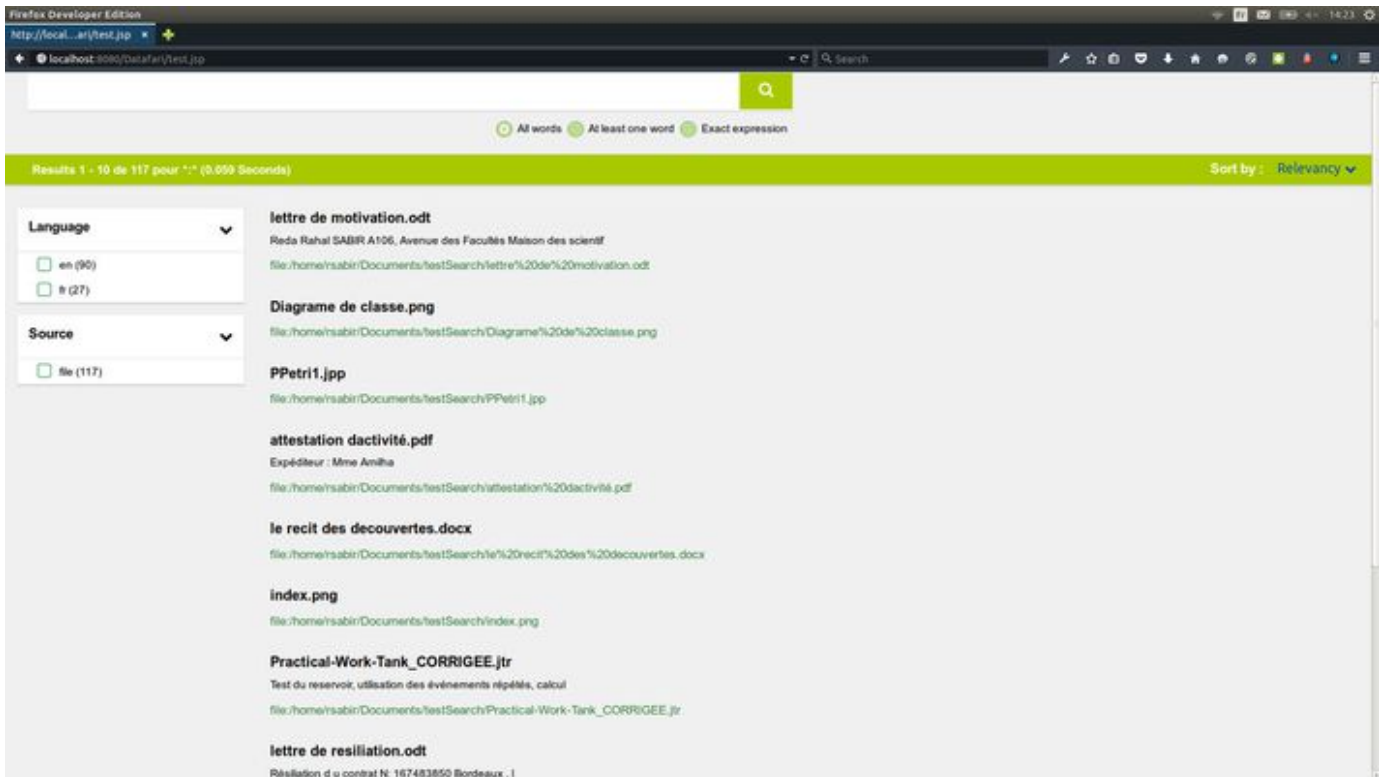 Firefox Developer Edition
14:23
http://local...ari/test.jsp
localhost:8080/Datafari/test.jsp
Search
All words At least one word Exact expression
Results 1 - 10 de 117 pour *:* (0.059 Seconds)
Sort by : Relevancy
Language
en (90)
fr (27)
Source
file (117)
lettre de motivation.odt
Reda Rahal SABIR A106, Avenue des Facultés Maison des scientif
file:/home/rsabir/Documents/testSearch/lettre%20de%20motivation.odt
Diagrame de classe.png
file:/home/rsabir/Documents/testSearch/Diagrame%20de%20classe.png
PPetri1.jpp
file:/home/rsabir/Documents/testSearch/PPetri1.jpp
attestation dactivité.pdf
Expéditeur : Mme Amilha
file:/home/rsabir/Documents/testSearch/attestation%20dactivité.pdf
le recit des decouvertes.docx
file:/home/rsabir/Documents/testSearch/le%20recit%20des%20decouvertes.docx
index.png
file:/home/rsabir/Documents/testSearch/index.png
Practical-Work-Tank_CORRIGEE.jtr
Test du reservoir, utilisation des événements répétés, calcul
file:/home/rsabir/Documents/testSearch/Practical-Work-Tank_CORRIGEE.jtr
lettre de resiliation.odt
Résiliation d u contrat N: 167483850 Bordeaux , l